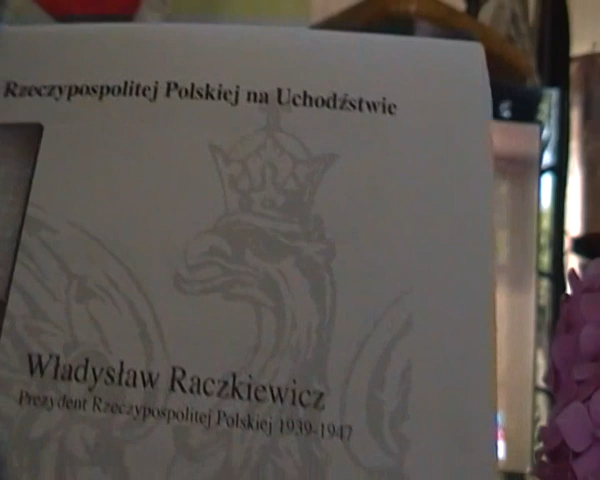 Rzeczypospolitej Polskiej na Uchodźstwie
Władysław Raczkiewicz
Prezydent Rzeczypospolitej Polskiej 1939-1947